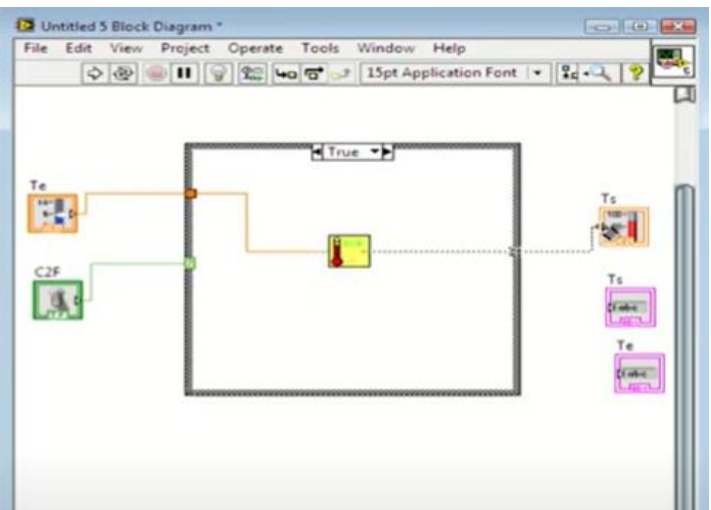 Untitled 5 Block Diagram *
File Edit View Project Operate Tools Window Help
15pt Application Font
True
Te
Ts
C2F
Ts
Te